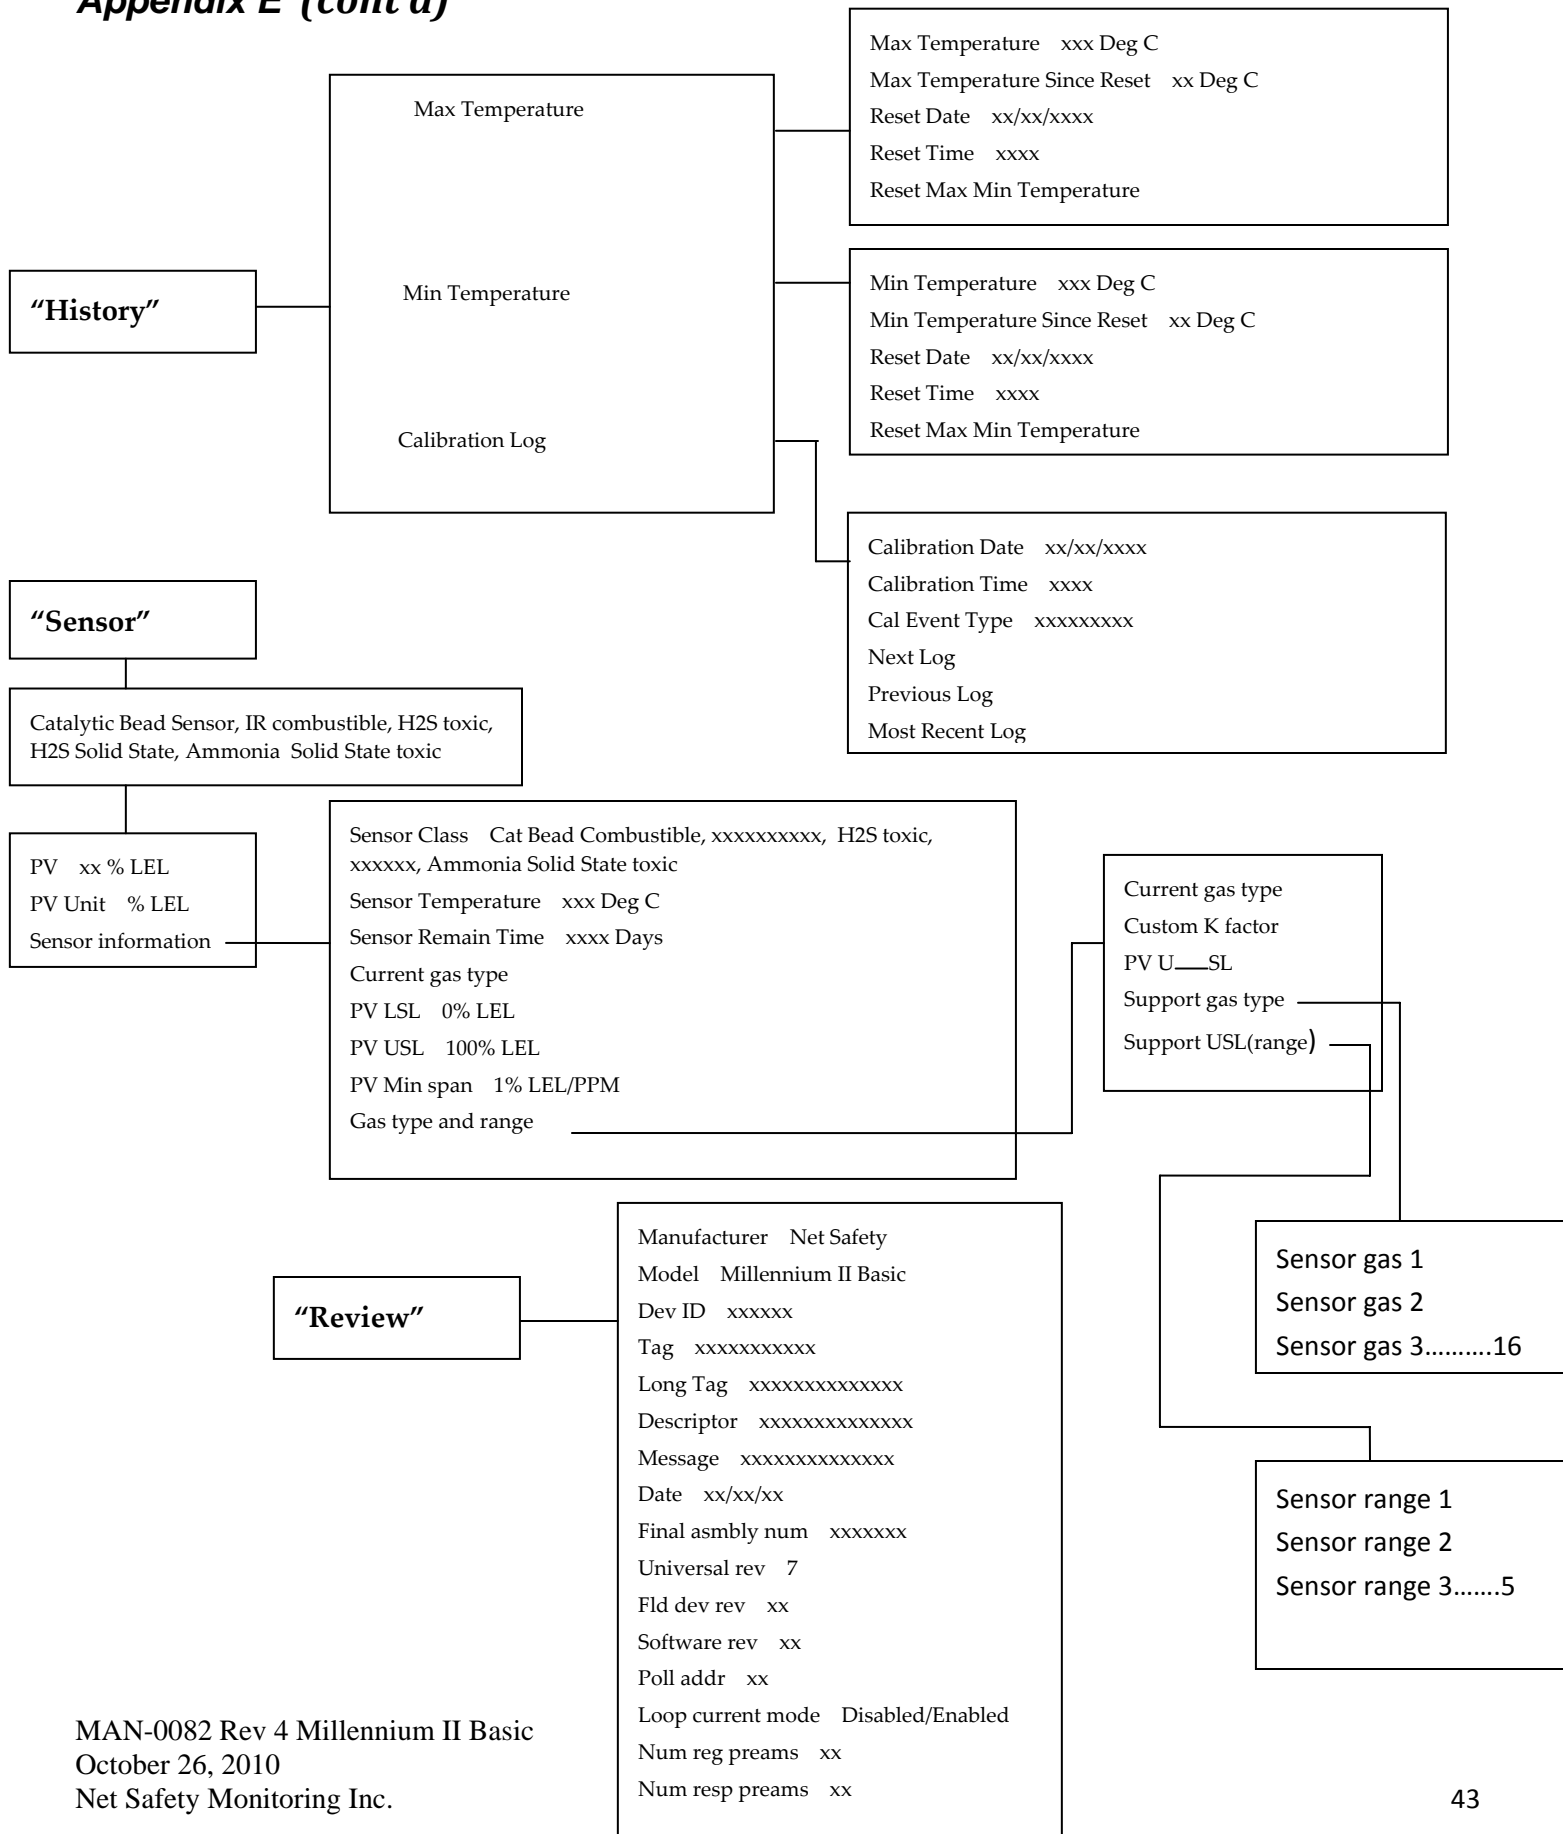 Appendix E (cont'd)
Max Temperature
Min Temperature
Calibration Log
Max Temperature xxx Deg C
Max Temperature Since Reset xx Deg C
Reset Date xx/xx/xxxx
Reset Time xxxx
Reset Max Min Temperature
“History”
Min Temperature xxx Deg C
Min Temperature Since Reset xx Deg C
Reset Date xx/xx/xxxx
Reset Time xxxx
Reset Max Min Temperature
Calibration Date xx/xx/xxxx
Calibration Time xxxx
Cal Event Type xxxxxxxxx
Next Log
Previous Log
Most Recent Log
“Sensor”
Catalytic Bead Sensor, IR combustible, H2S toxic,
H2S Solid State, Ammonia Solid State toxic
PV xx % LEL
PV Unit % LEL
Sensor information
Sensor Class Cat Bead Combustible, xxxxxxxxxx, H2S toxic,
xxxxxx, Ammonia Solid State toxic
Sensor Temperature xxx Deg C
Sensor Remain Time xxxx Days
Current gas type
PV LSL 0% LEL
PV USL 100% LEL
PV Min span 1% LEL/PPM
Gas type and range
Current gas type
Custom K factor
PV U SL
Support gas type
Support USL(range)
Sensor gas 1
Sensor gas 2
Sensor gas 3……….16
Sensor range 1
Sensor range 2
Sensor range 3…….5
“Review”
Manufacturer Net Safety
Model Millennium II Basic
Dev ID xxxxxx
Tag xxxxxxxxxxx
Long Tag xxxxxxxxxxxxxx
Descriptor xxxxxxxxxxxxxx
Message xxxxxxxxxxxxxx
Date xx/xx/xx
Final asmbly num xxxxxxx
Universal rev 7
Fld dev rev xx
Software rev xx
Poll addr xx
Loop current mode Disabled/Enabled
Num reg preams xx
Num resp preams xx
MAN-0082 Rev 4 Millennium II Basic
October 26, 2010
Net Safety Monitoring Inc.
43